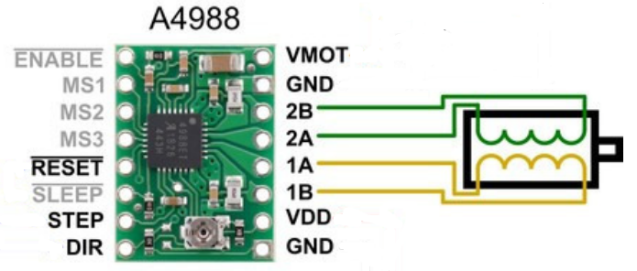 A4988
ENABLE
MS1
MS2
MS3
RESET
SLEEP
STEP
DIR
VMOT
GND
2B
2A
1A
1B
VDD
GND